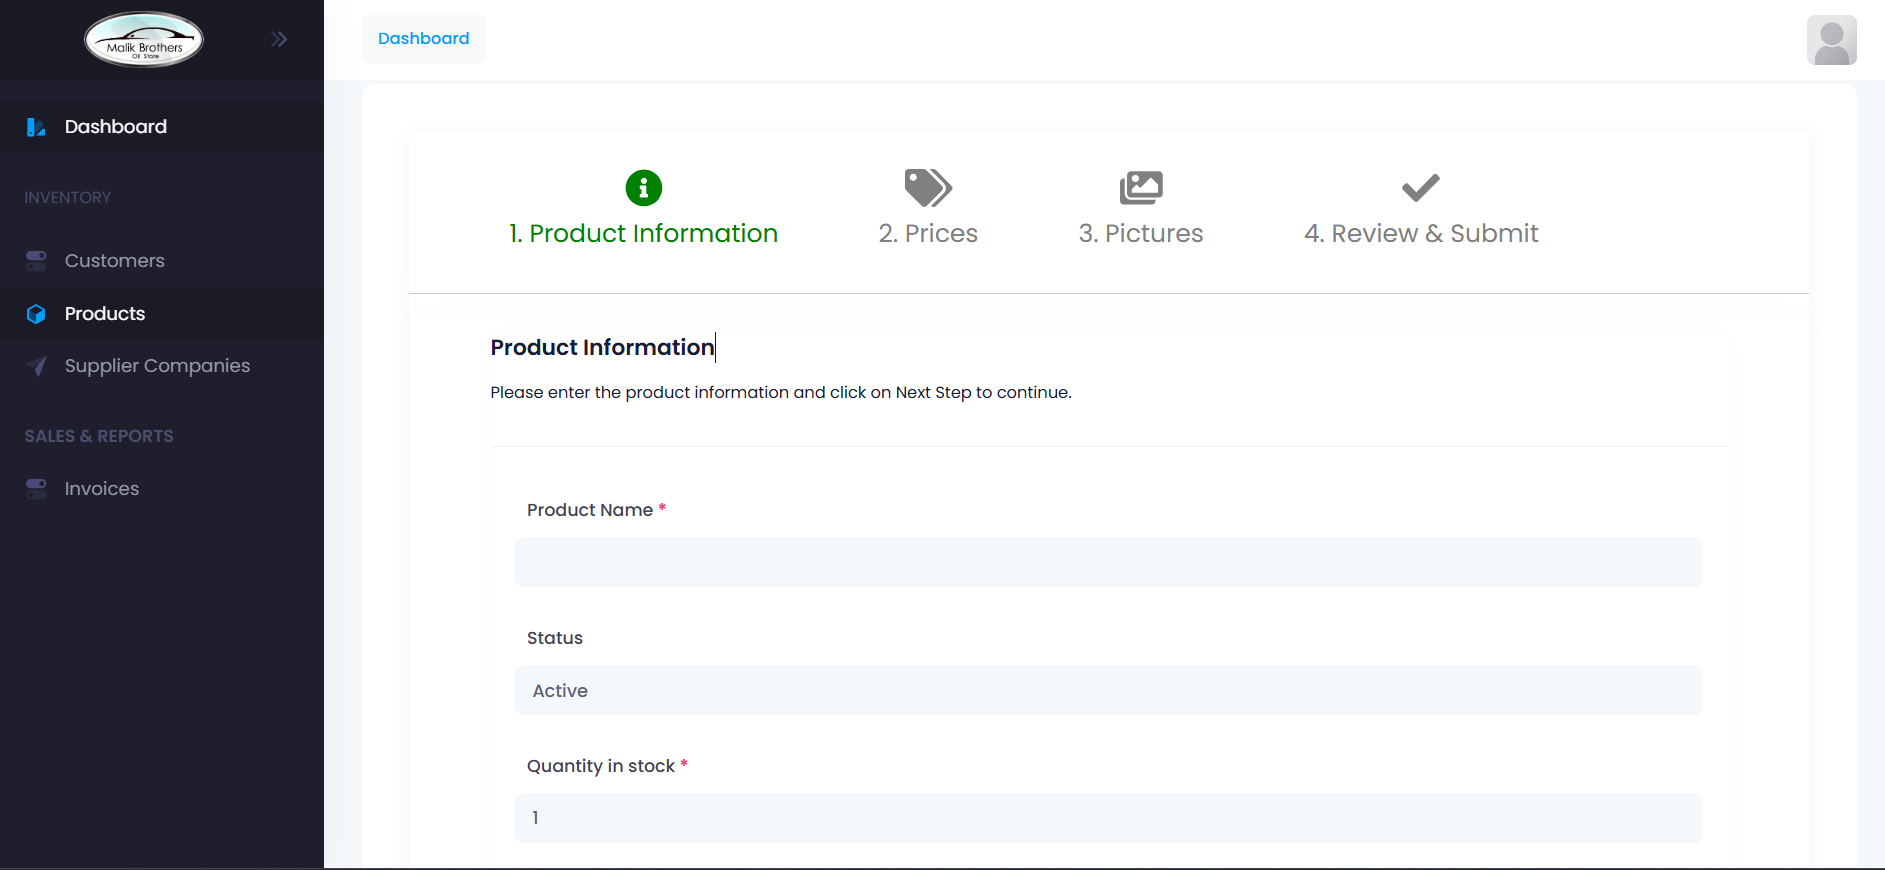 Malik Brothers
Oil Store
Dashboard
Dashboard
INVENTORY
Customers
Products
Supplier Companies
SALES & REPORTS
Invoices
1. Product Information
2. Prices
3. Pictures
4. Review & Submit
Product Information
Please enter the product information and click on Next Step to continue.
Product Name *
Status
Active
Quantity in stock *
1